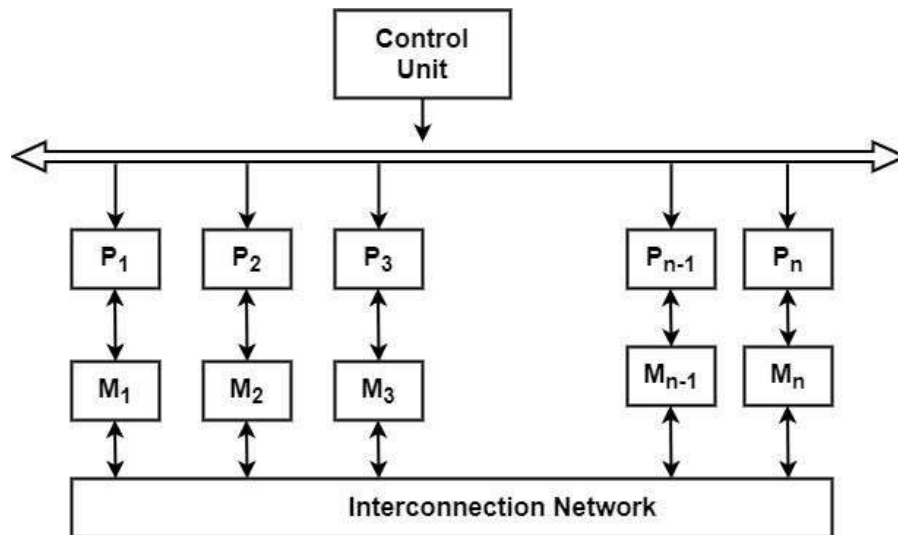 Control
Unit
P1 P2 P3 Pn-1 Pn
M1 M2 M3 Mn-1 Mn
Interconnection Network